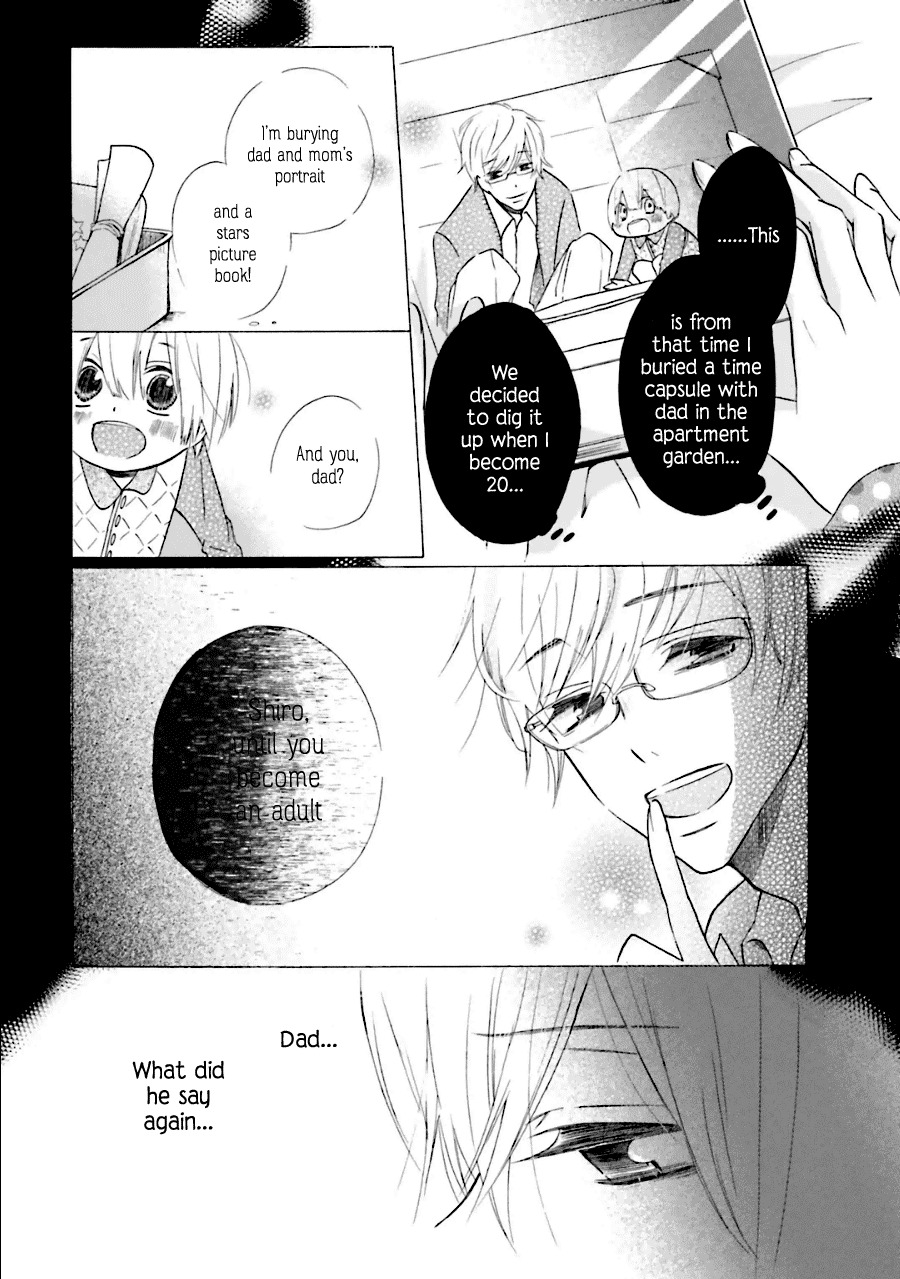 ......This
is from
that time I
buried a time
capsule with
dad in the
apartment
garden...
We
decided
to dig it
up when I
become
20...
I'm burying
dad and mom's
portrait
and a
stars
picture
book!
And you,
dad?
Shiro,
until you
become
an adult
Dad...
What did
he say
again...